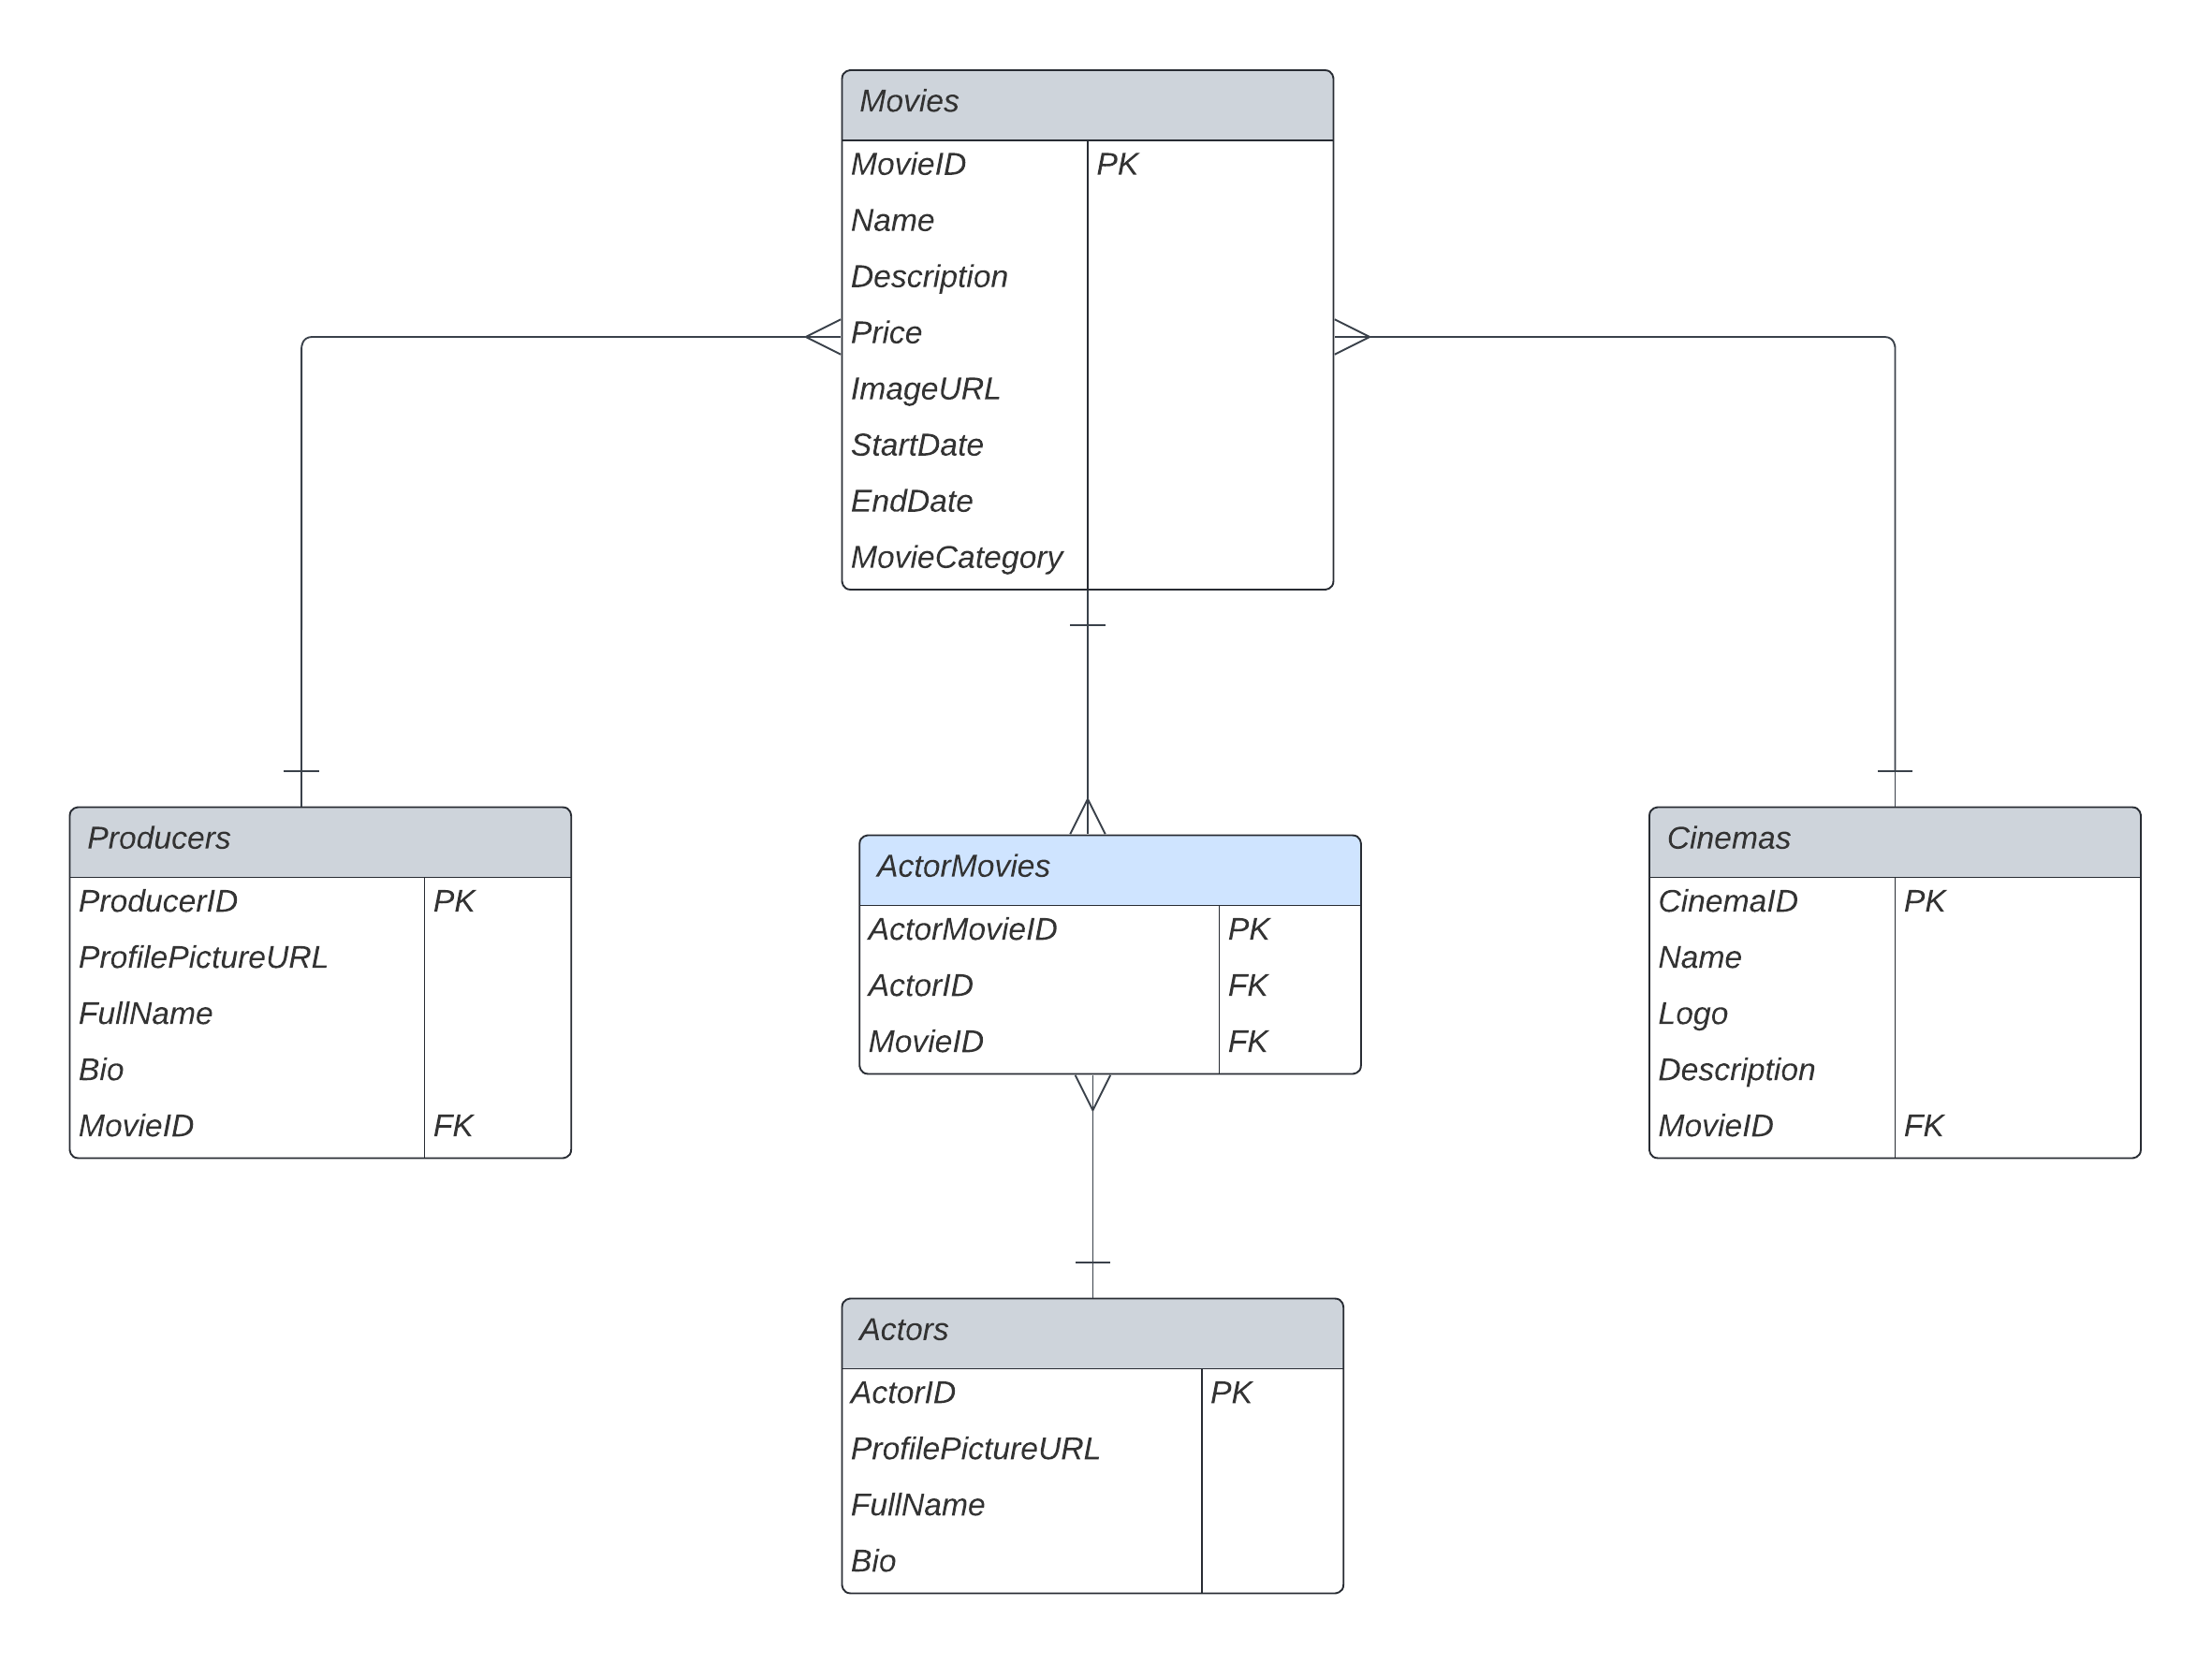 Movies
MovieID PK
Name
Description
Price
ImageURL
StartDate
EndDate
MovieCategory
Producers
ProducerID PK
ProfilePictureURL
FullName
Bio
MovieID FK
ActorMovies
ActorMovieID PK
ActorID FK
MovieID FK
Cinemas
CinemaID PK
Name
Logo
Description
MovieID FK
Actors
ActorID PK
ProfilePictureURL
FullName
Bio